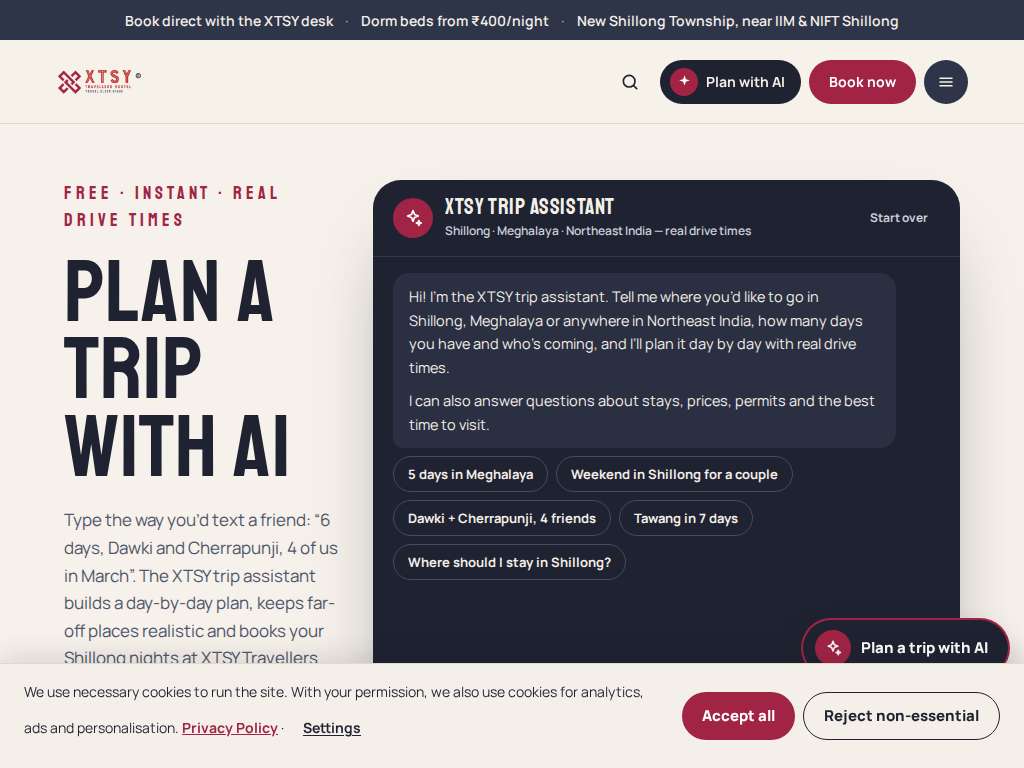 Book direct with the XTSY desk · Dorm beds from ₹400/night · New Shillong Township, near IIM & NIFT Shillong
XTSY
TRAVELLERS HOSTEL
Plan with AI
Book now
FREE · INSTANT · REAL
DRIVE TIMES
PLAN A
TRIP
WITH AI
Type the way you'd text a friend: “6
days, Dawki and Cherrapunji, 4 of us
in March”. The XTSY trip assistant
builds a day-by-day plan, keeps far-
off places realistic and books your
Shillong nights at XTSY Travellers
XTSY TRIP ASSISTANT
Shillong · Meghalaya · Northeast India — real drive times
Start over
Hi! I'm the XTSY trip assistant. Tell me where you'd like to go in
Shillong, Meghalaya or anywhere in Northeast India, how many days
you have and who's coming, and I'll plan it day by day with real drive
times.
I can also answer questions about stays, prices, permits and the best
time to visit.
5 days in Meghalaya
Weekend in Shillong for a couple
Dawki + Cherrapunji, 4 friends
Tawang in 7 days
Where should I stay in Shillong?
Plan a trip with AI
We use necessary cookies to run the site. With your permission, we also use cookies for analytics,
ads and personalisation. Privacy Policy · Settings
Accept all
Reject non-essential